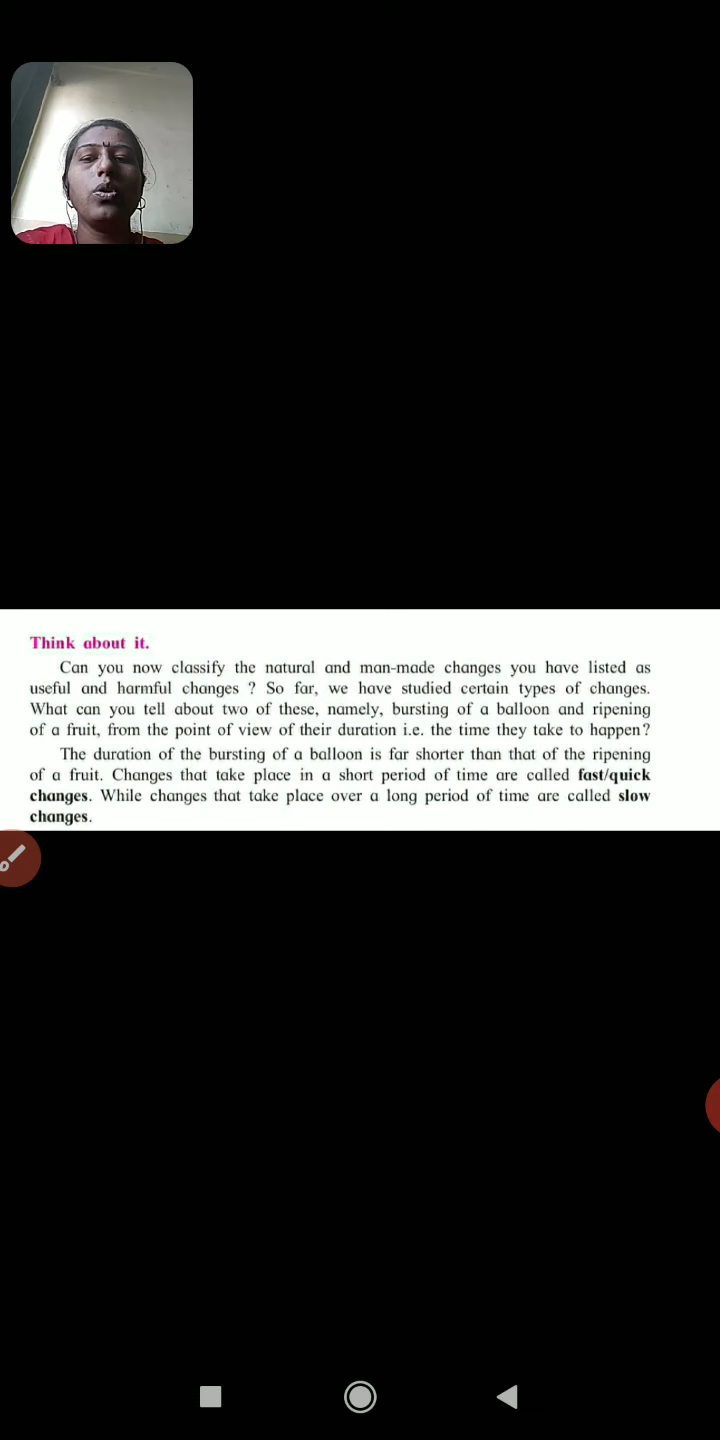 Think about it.
Can you now classify the natural and man-made changes you have listed as
useful and harmful changes ? So far, we have studied certain types of changes.
What can you tell about two of these, namely, bursting of a balloon and ripening
of a fruit, from the point of view of their duration i.e. the time they take to happen?
The duration of the bursting of a balloon is far shorter than that of the ripening
of a fruit. Changes that take place in a short period of time are called fast/quick
changes. While changes that take place over a long period of time are called slow
changes.